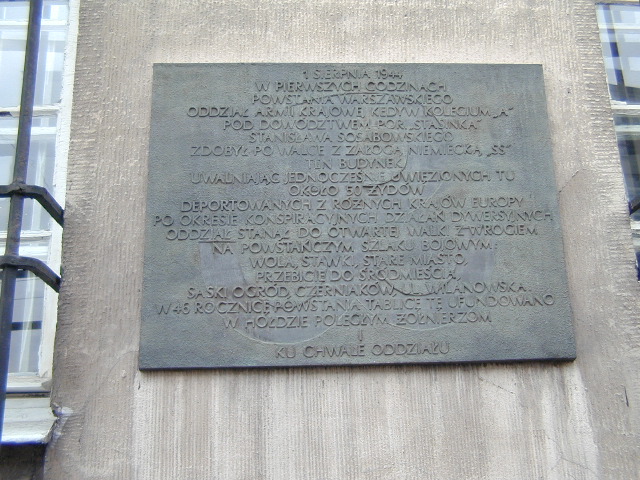 1 SIERPNIA 1944
W PIERWSZYCH GODZINACH
POWSTANIA WARSZAWSKIEGO
ODDZIAŁ ARMII KRAJOWEJ KEDYW KOLEGIUM „A”
POD DOWÓDZTWEM POR. „STASINKA”
STANISŁAWA SOSABOWSKIEGO
ZDOBYŁ PO WALCE Z ZAŁOGĄ NIEMIECKĄ „SS”
TEN BUDYNEK
UWALNIAJĄC JEDNOCZEŚNIE UWIĘZIONYCH TU
OKOŁO 50 ŻYDÓW
DEPORTOWANYCH Z RÓŻNYCH KRAJÓW EUROPY
PO OKRESIE KONSPIRACYJNYCH DZIAŁAŃ DYWERSYJNYCH
ODDZIAŁ STANĄŁ DO OTWARTEJ WALKI Z WROGIEM
NA POWSTAŃCZYM SZLAKU BOJOWYM:
WOLA, STAWKI, STARE MIASTO,
PRZEBICIE DO ŚRÓDMIEŚCIA,
SASKI OGRÓD, CZERNIAKÓW, UL. WILANOWSKA.
W 46 ROCZNICĘ POWSTANIA TABLICĘ TĘ UFUNDOWANO
W HOŁDZIE POLEGŁYM ŻOŁNIERZOM
I
KU CHWALE ODDZIAŁU